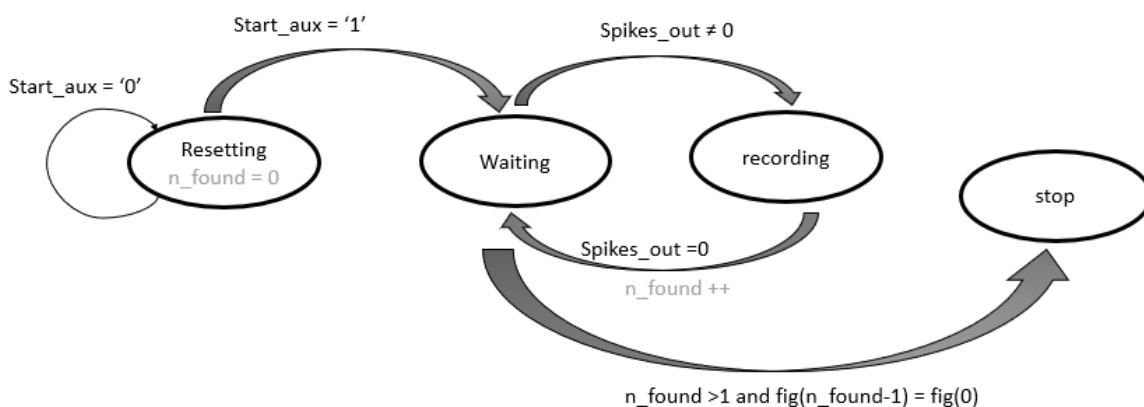 Start_aux = ‘1’
Spikes_out ≠ 0
Start_aux = ‘0’
Resetting
n_found = 0
Waiting
recording
stop
Spikes_out =0
n_found ++
n_found >1 and fig(n_found-1) = fig(0)